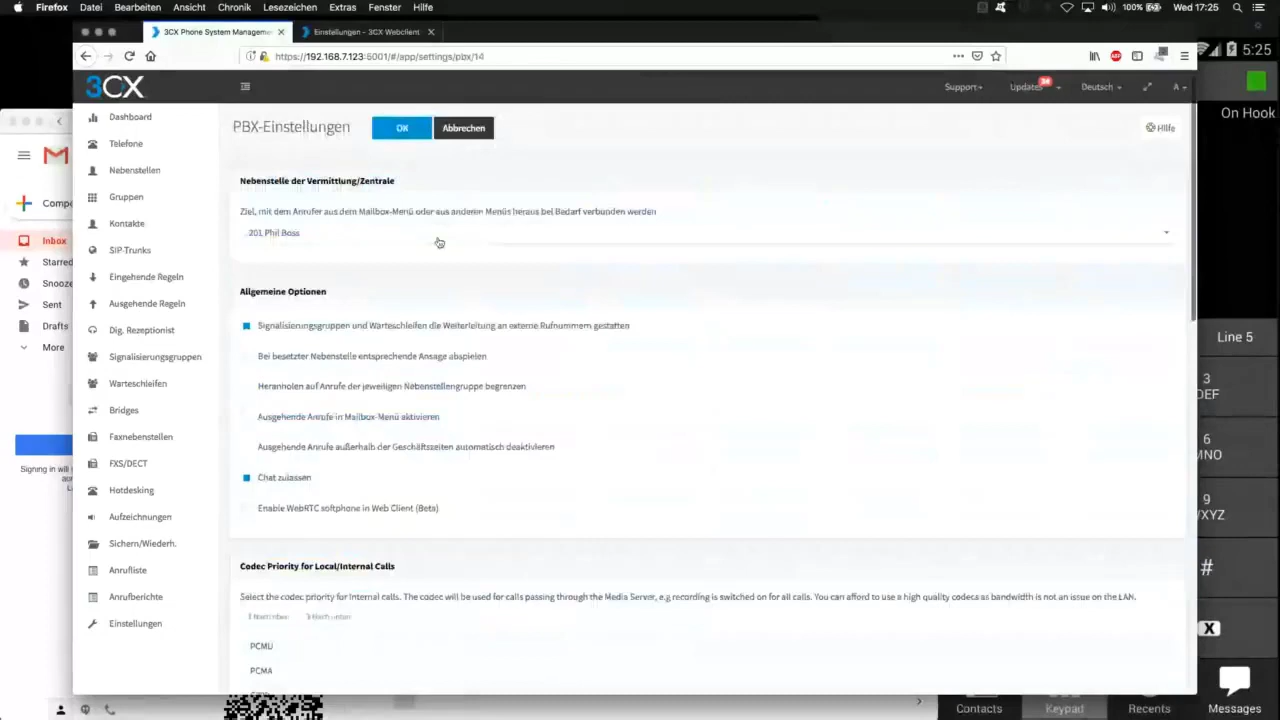 Firefox Datei Bearbeiten Ansicht Chronik Lesezeichen Extras Fenster Hilfe 100% Wed 17:25
3CX Phone System Manageme
Einstellungen - 3CX Webclient
https://192.168.7.123:5001/#/app/settings/pbx/14
5:25
3CX
Support
Updates
Deutsch
A
On Hook
Dashboard
Telefone
Nebenstellen
Gruppen
Kontakte
SIP-Trunks
Eingehende Regeln
Ausgehende Regeln
Dig. Rezeptionist
Signalisierungsgruppen
Warteschleifen
Bridges
Faxnebenstellen
FXS/DECT
Hotdesking
Aufzeichnungen
Sichern/Wiederh.
Anrufliste
Anrufberichte
Einstellungen
PBX-Einstellungen
OK
Abbrechen
Hilfe
Nebenstelle der Vermittlung/Zentrale
Ziel, mit dem Anrufer aus dem Mailbox-Menü oder aus anderen Menüs heraus bei Bedarf verbunden werden
201 Phil Boss
Allgemeine Optionen
Signalisierungsgruppen und Warteschleifen die Weiterleitung an externe Rufnummern gestatten
Bei besetzter Nebenstelle entsprechende Ansage abspielen
Heranholen auf Anrufe der jeweiligen Nebenstellengruppe begrenzen
Ausgehende Anrufe in Mailbox-Menü aktivieren
Ausgehende Anrufe außerhalb der Geschäftszeiten automatisch deaktivieren
Chat zulassen
Enable WebRTC softphone in Web Client (Beta)
Codec Priority for Local/Internal Calls
Select the codec priority for internal calls. The codec will be used for calls passing through the Media Server, e.g recording is switched on for all calls. You can afford to use a high quality codecs as bandwidth is not an issue on the LAN.
PCMU
PCMA
Compo
Inbox
Starred
Snooze
Sent
Drafts
More
Signing in will
Line 5
3
DEF
6
MNO
9
#
X
Contacts
Keypad
Recents
Messages